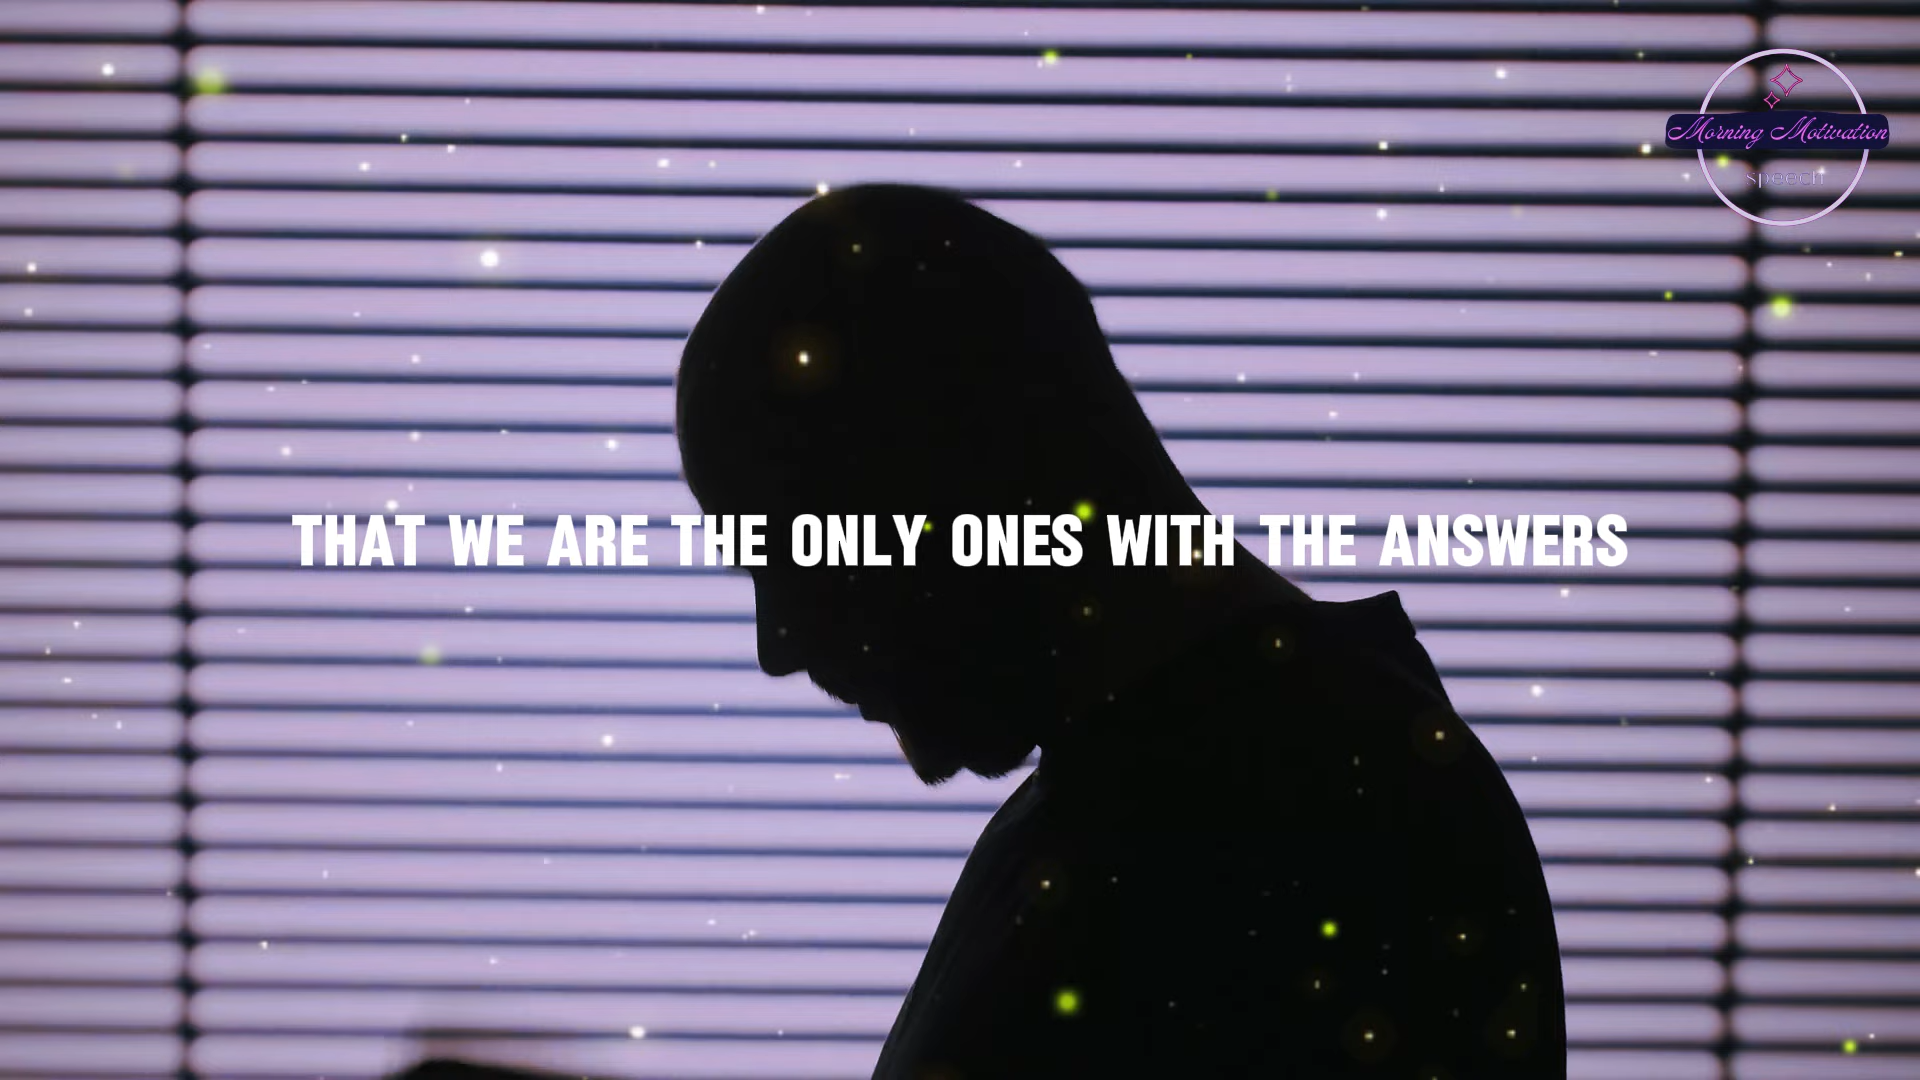 Morning Motivation
speech
THAT WE ARE THE ONLY ONES WITH THE ANSWERS